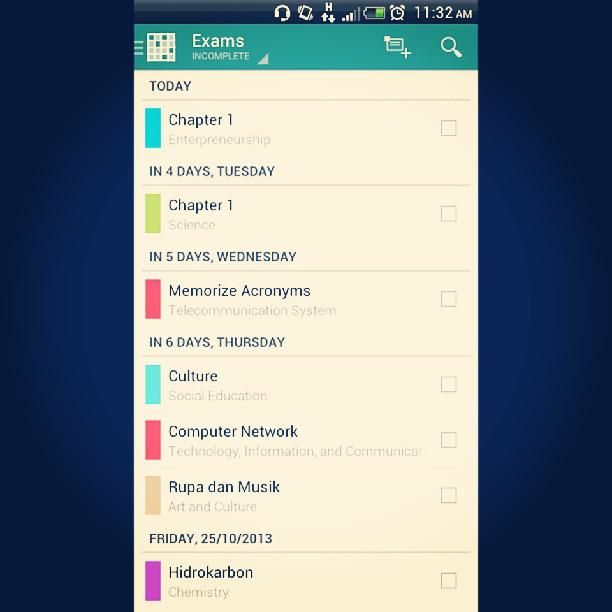 H
11:32 AM
Exams
INCOMPLETE
TODAY
Chapter 1
Enterpreneurship
IN 4 DAYS, TUESDAY
Chapter 1
Science
IN 5 DAYS, WEDNESDAY
Memorize Acronyms
Telecommunication System
IN 6 DAYS, THURSDAY
Culture
Social Education
Computer Network
Technology, Information, and Communicat
Rupa dan Musik
Art and Culture
FRIDAY, 25/10/2013
Hidrokarbon
Chemistry